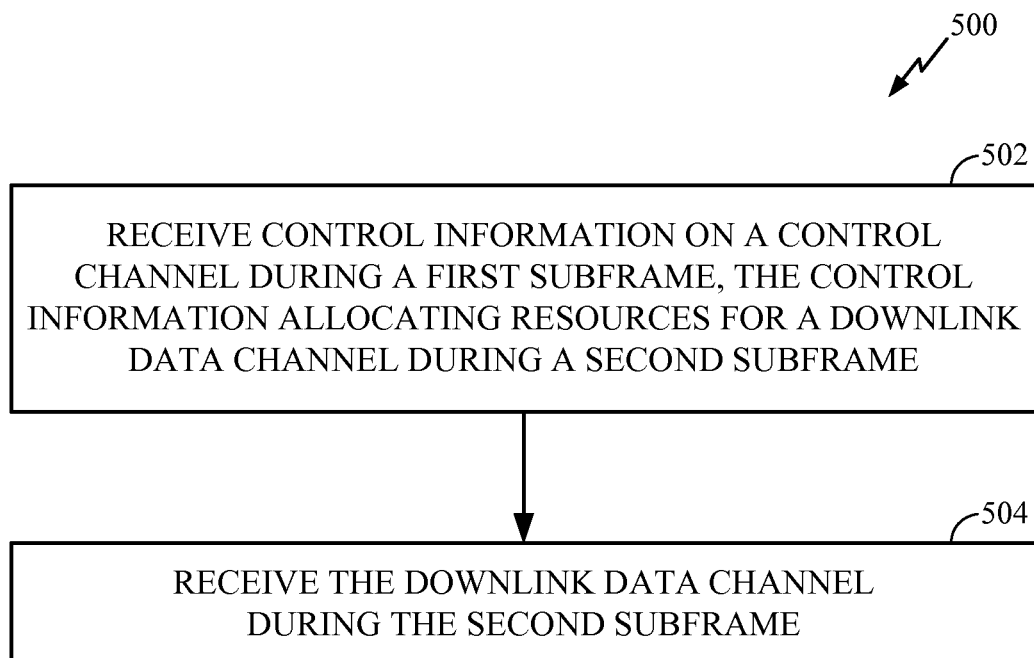 500
502
RECEIVE CONTROL INFORMATION ON A CONTROL
CHANNEL DURING A FIRST SUBFRAME, THE CONTROL
INFORMATION ALLOCATING RESOURCES FOR A DOWNLINK
DATA CHANNEL DURING A SECOND SUBFRAME
504
RECEIVE THE DOWNLINK DATA CHANNEL
DURING THE SECOND SUBFRAME